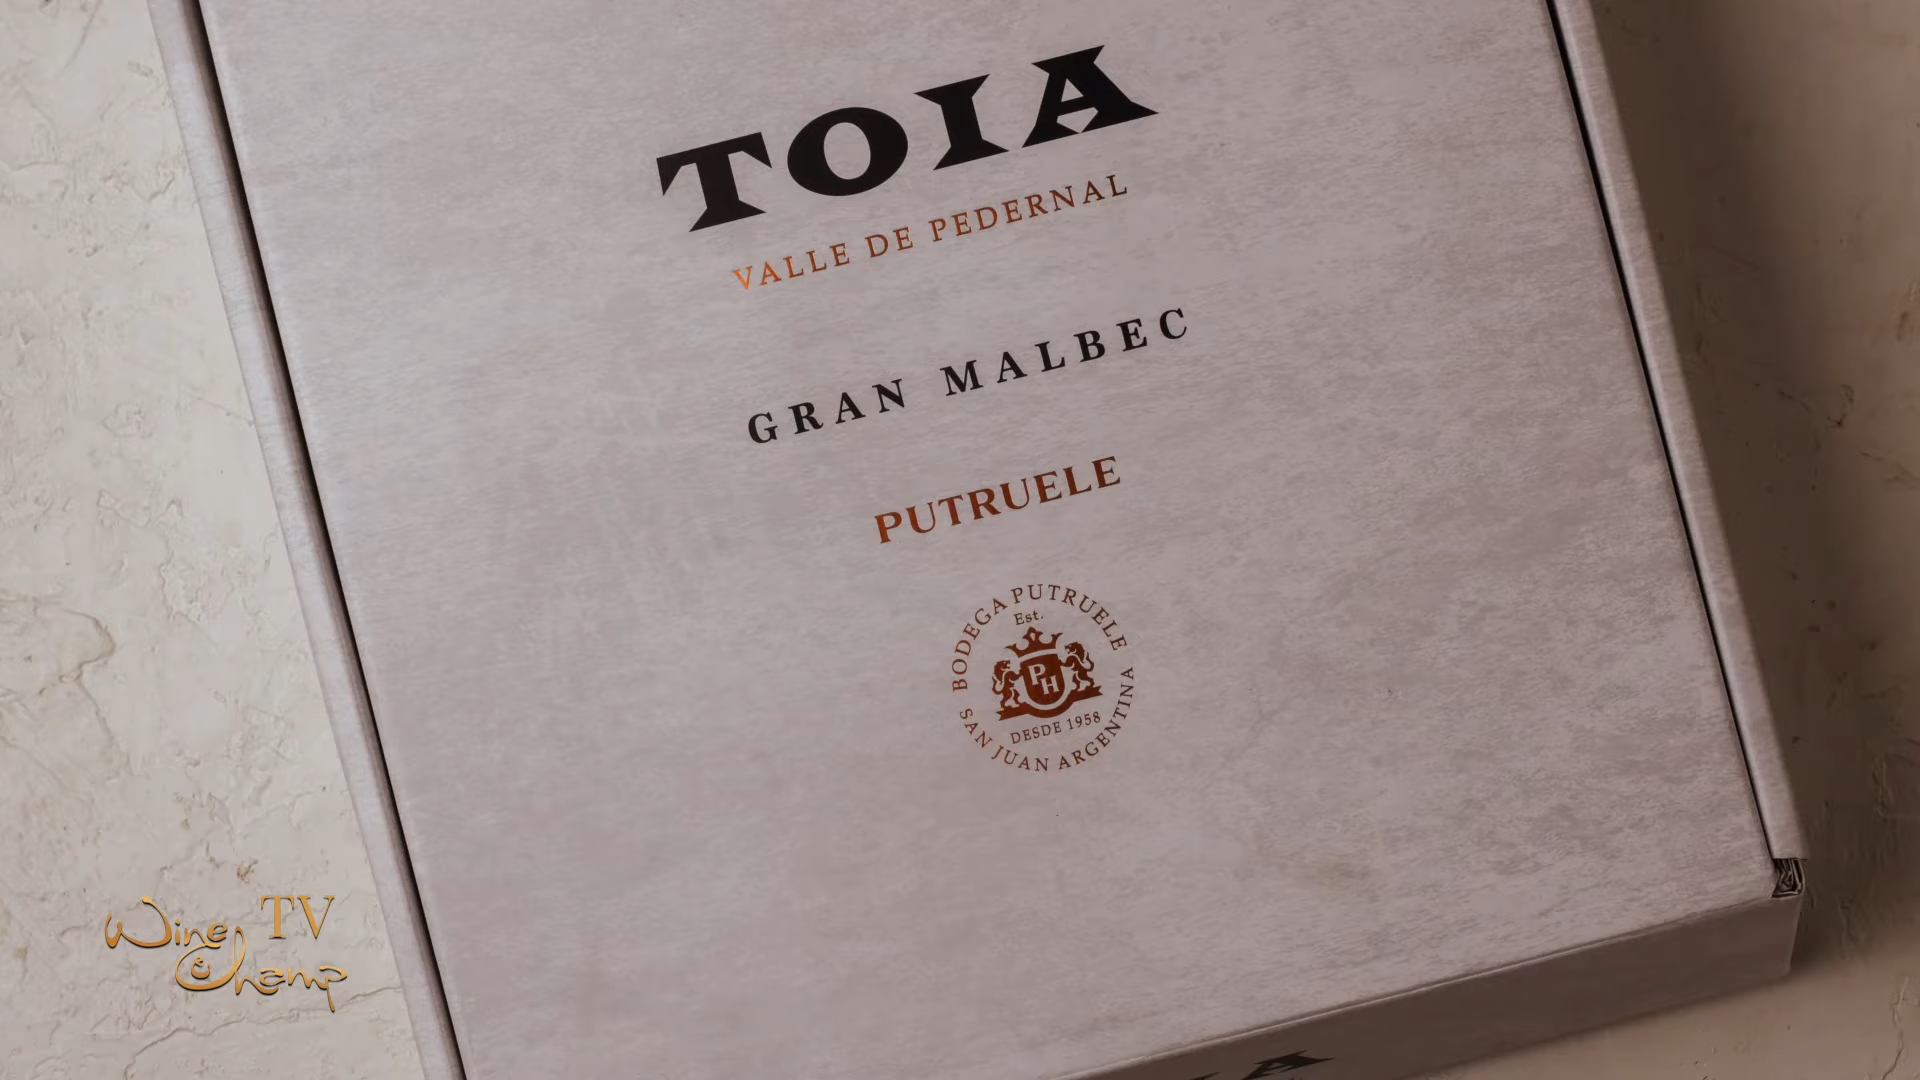 TOIA
VALLE DE PEDERNAL
GRAN MALBEC
PUTRUELE
BODEGA PUTRUELE
Est.
PH
DESDE 1958
SAN JUAN ARGENTINA
Wine & Champ TV